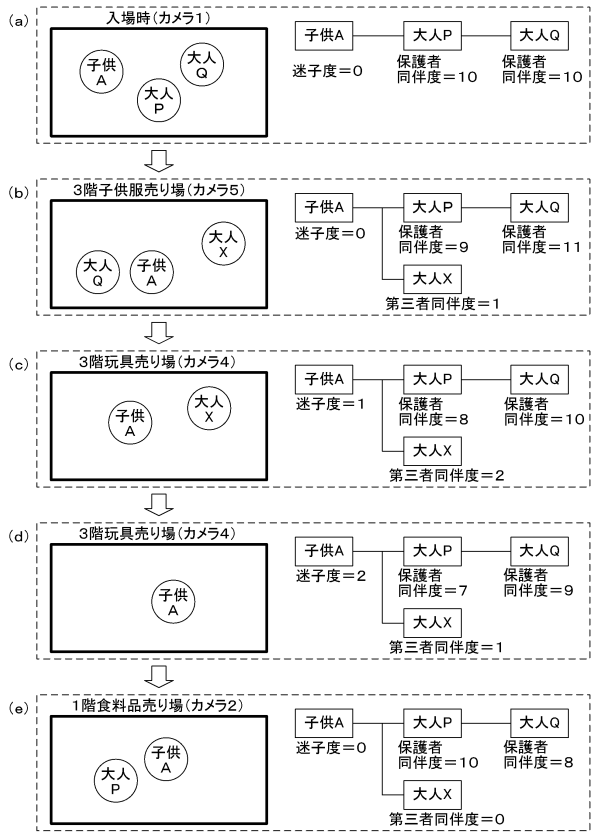 (a)
入場時(カメラ1)
子供
A
大人
Q
大人
P
子供A
大人P
大人Q
迷子度=0
保護者
同伴度=10
保護者
同伴度=10
(b)
3階子供服売り場(カメラ5)
大人
X
大人
Q
子供
A
子供A
大人P
大人Q
迷子度=0
保護者
同伴度=9
保護者
同伴度=11
大人X
第三者同伴度=1
(c)
3階玩具売り場(カメラ4)
子供
A
大人
X
子供A
大人P
大人Q
迷子度=1
保護者
同伴度=8
保護者
同伴度=10
大人X
第三者同伴度=2
(d)
3階玩具売り場(カメラ4)
子供
A
子供A
大人P
大人Q
迷子度=2
保護者
同伴度=7
保護者
同伴度=9
大人X
第三者同伴度=1
(e)
1階食料品売り場(カメラ2)
子供
A
大人
P
子供A
大人P
大人Q
迷子度=0
保護者
同伴度=10
保護者
同伴度=8
大人X
第三者同伴度=0